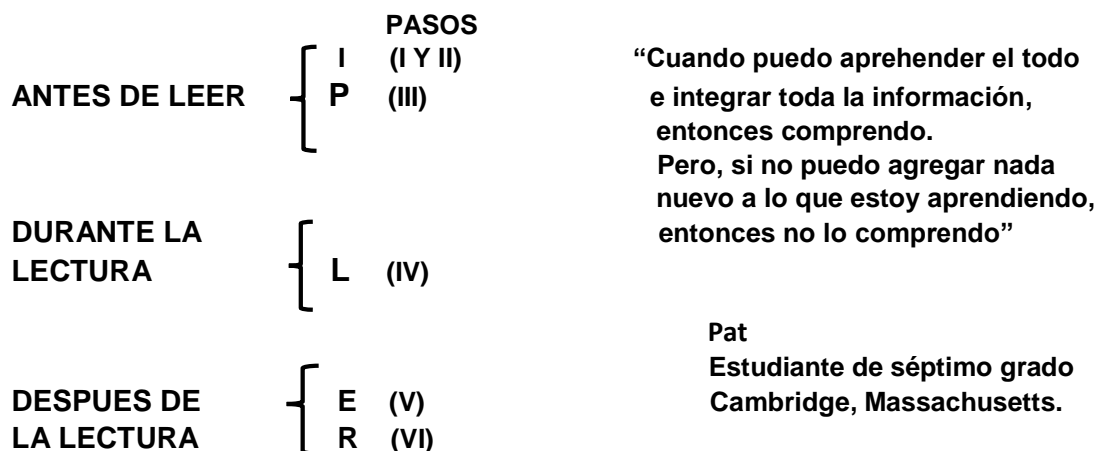 PASOS
I (I Y II)
ANTES DE LEER P (III)
DURANTE LA
LECTURA L (IV)
DESPUES DE E (V)
LA LECTURA R (VI)
“Cuando puedo aprehender el todo
e integrar toda la información,
entonces comprendo.
Pero, si no puedo agregar nada
nuevo a lo que estoy aprendiendo,
entonces no lo comprendo”
Pat
Estudiante de séptimo grado
Cambridge, Massachusetts.